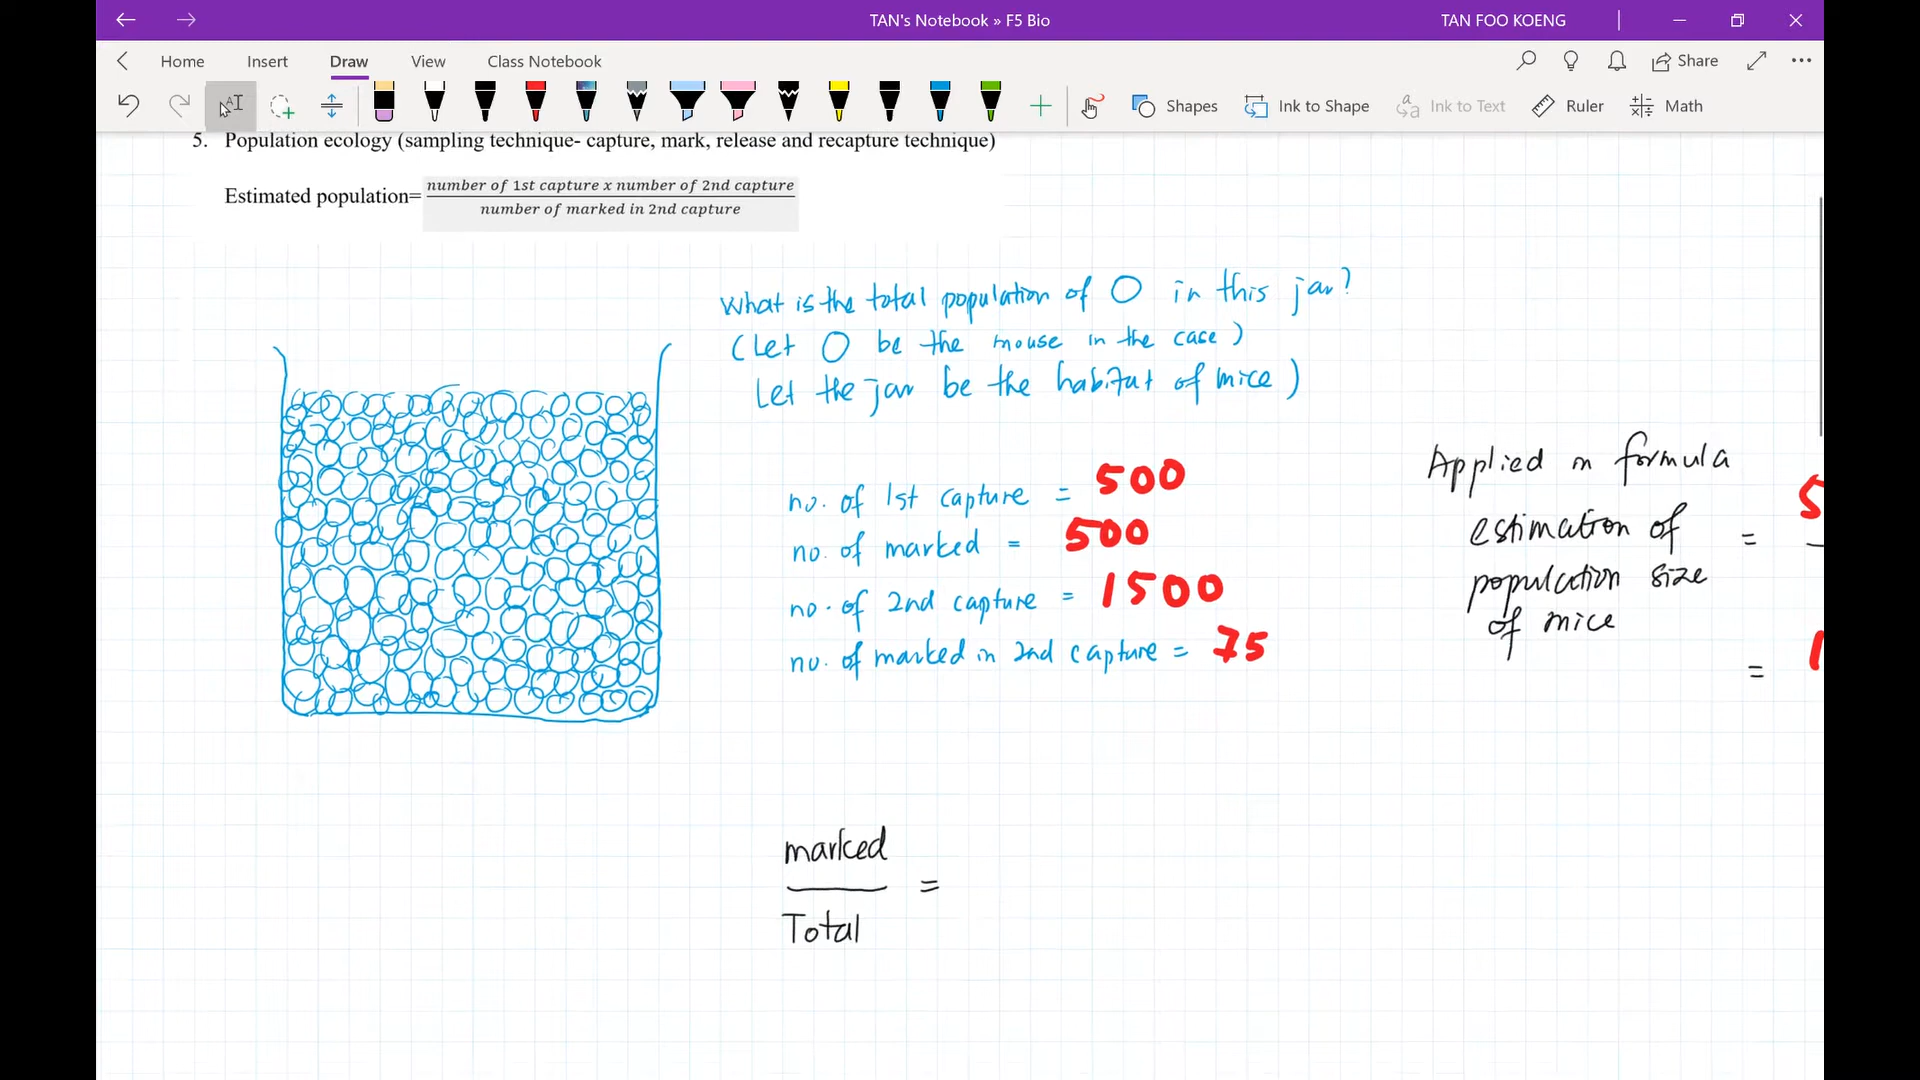 TAN's Notebook » F5 Bio
TAN FOO KOENG
Home Insert Draw View Class Notebook
Share
Shapes Ink to Shape Ink to Text Ruler Math
5. Population ecology (sampling technique- capture, mark, release and recapture technique)
Estimated population= number of 1st capture x number of 2nd capture
number of marked in 2nd capture
What is the total population of O in this jar?
(Let O be the mouse in the case)
Let the jar be the habitat of mice)
no. of 1st capture = 500
no. of marked = 500
no. of 2nd capture = 1500
no. of marked in 2nd capture = 75
Applied in formula
estimation of
population size
of mice
= 5
= 1
marked
=
Total